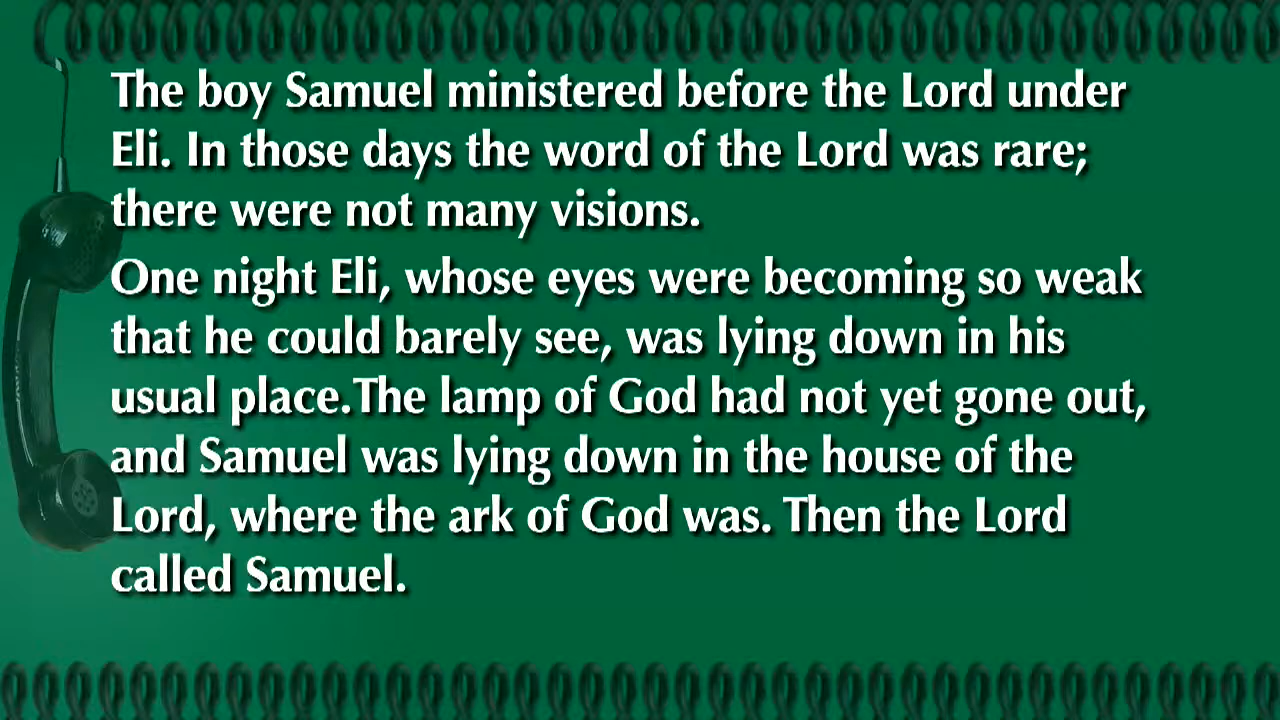 The boy Samuel ministered before the Lord under
Eli. In those days the word of the Lord was rare;
there were not many visions.
One night Eli, whose eyes were becoming so weak
that he could barely see, was lying down in his
usual place.The lamp of God had not yet gone out,
and Samuel was lying down in the house of the
Lord, where the ark of God was. Then the Lord
called Samuel.